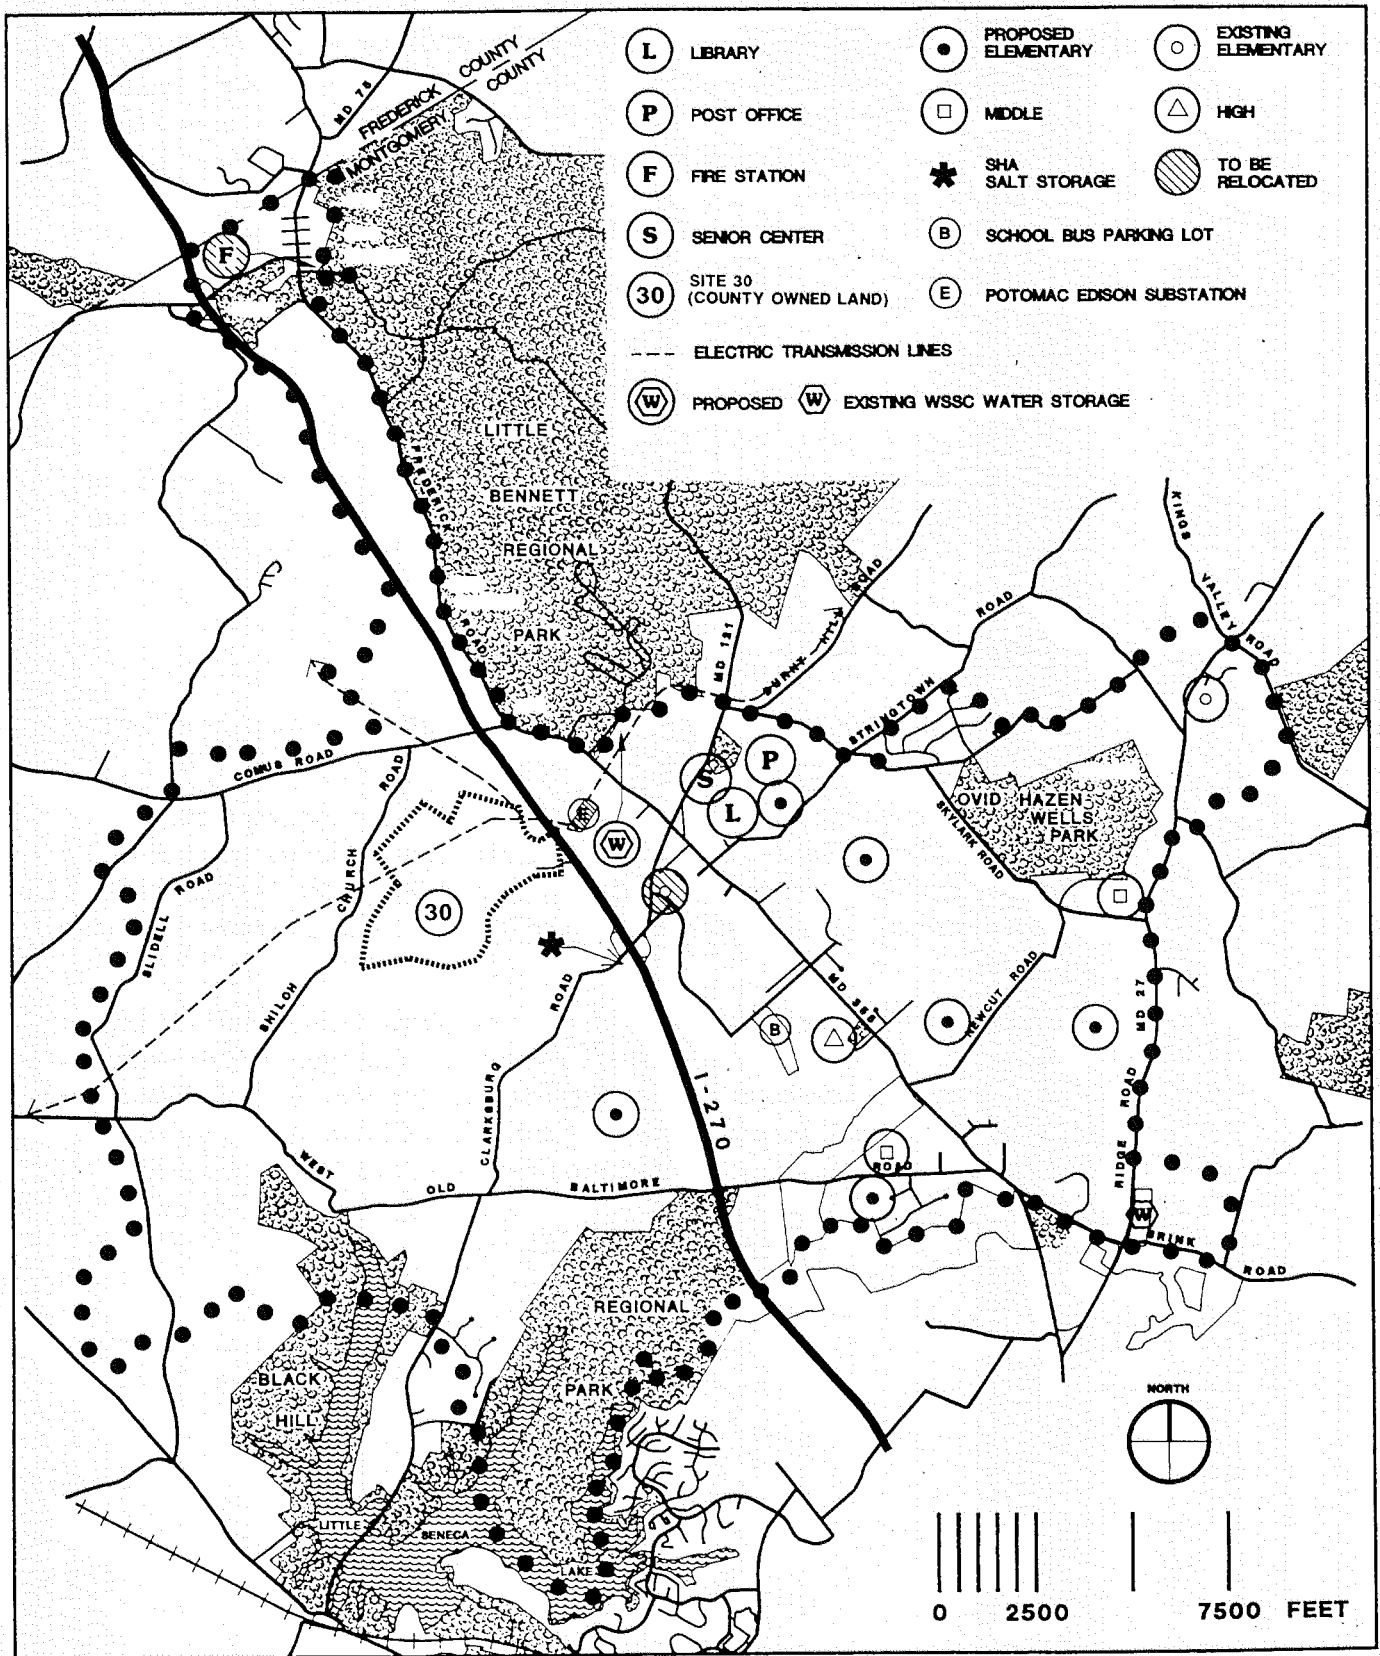 L LIBRARY
P POST OFFICE
F FIRE STATION
S SENIOR CENTER
30 SITE 30
(COUNTY OWNED LAND)
PROPOSED
ELEMENTARY
MIDDLE
SHA
SALT STORAGE
B SCHOOL BUS PARKING LOT
E POTOMAC EDISON SUBSTATION
EXISTING
ELEMENTARY
HIGH
TO BE
RELOCATED
ELECTRIC TRANSMISSION LINES
W PROPOSED W EXISTING WSSC WATER STORAGE
MD 75
FREDERICK COUNTY
MONTGOMERY COUNTY
F
LITTLE
BENNETT
REGIONAL
PARK
FREDERICK
ROAD
MD 121
BURNT HILL ROAD
STRINGTOWN
ROAD
KINGS
VALLEY
ROAD
COMUS ROAD
S
P
L
E
W
OVID HAZEN
WELLS
PARK
SKYLARK ROAD
SLIDELL
ROAD
SHILOH
CHURCH
ROAD
30
CLARKSBURG
ROAD
MD 355
B
NEWCUT ROAD
MD 27
RIDGE
ROAD
I-270
WEST
OLD
BALTIMORE
ROAD
W
BRINK
ROAD
BLACK
HILL
REGIONAL
PARK
LITTLE
SENECA
LAKE
NORTH
0 2500 7500 FEET